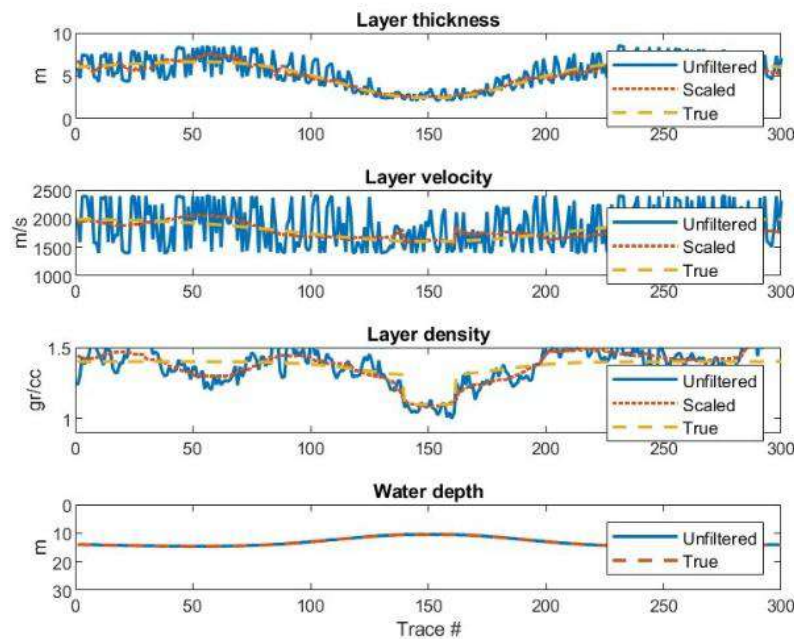 Layer thickness
10
5
0
m
0 50 100 150 200 250 300
Unfiltered
Scaled
True
Layer velocity
2500
2000
1500
1000
m/s
0 50 100 150 200 250 300
Unfiltered
Scaled
True
Layer density
1.5
1
gr/cc
0 50 100 150 200 250 300
Unfiltered
Scaled
True
Water depth
0
10
20
30
m
0 50 100 150 200 250 300
Unfiltered
True
Trace #